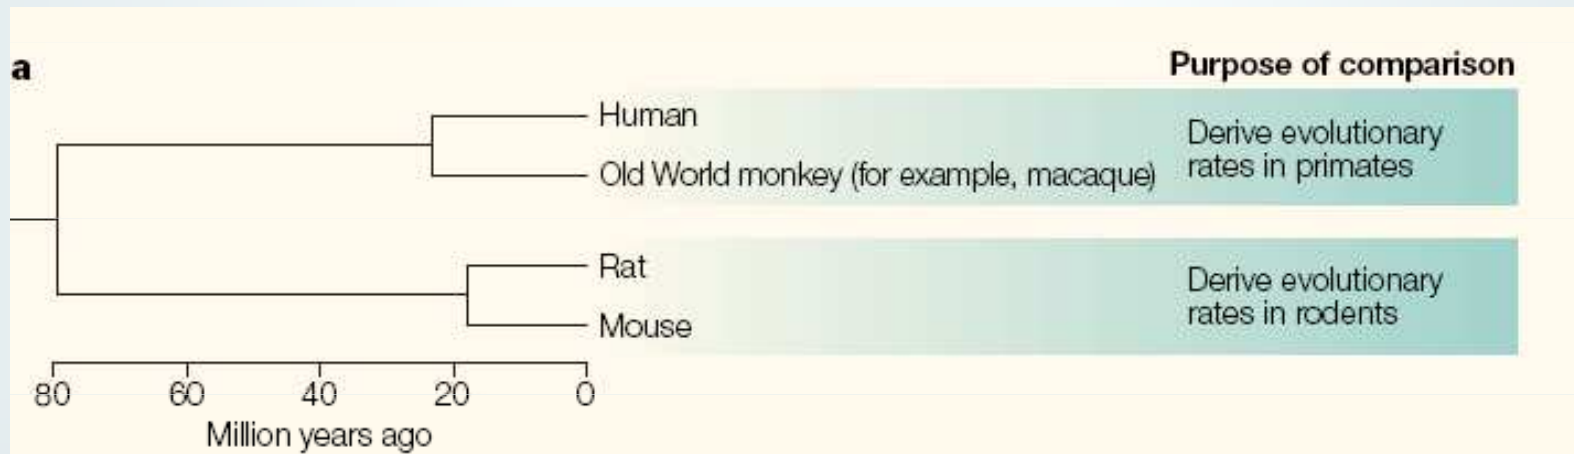 a
Purpose of comparison
Human
Old World monkey (for example, macaque)
Derive evolutionary
rates in primates
Rat
Mouse
Derive evolutionary
rates in rodents
80 60 40 20 0
Million years ago